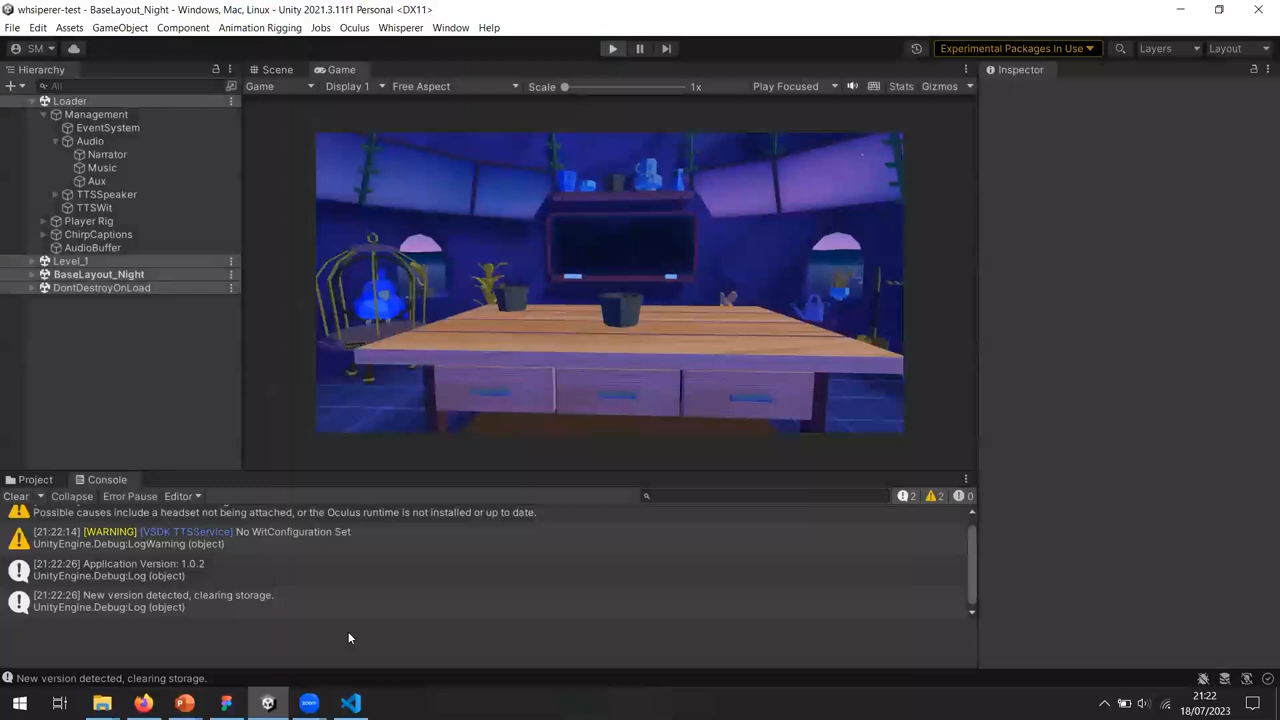 whsiperer-test - BaseLayout_Night - Windows, Mac, Linux - Unity 2021.3.11f1 Personal <DX11>
File Edit Assets GameObject Component Animation Rigging Jobs Oculus Whisperer Window Help
SM Experimental Packages In Use Layers Layout
Hierarchy Scene Game Inspector
All Game Display 1 Free Aspect Scale 1x Play Focused Stats Gizmos
Loader
Management
EventSystem
Audio
Narrator
Music
Aux
TTSSpeaker
TTSWit
Player Rig
ChirpCaptions
AudioBuffer
Level_1
BaseLayout_Night
DontDestroyOnLoad
Project Console
Clear Collapse Error Pause Editor 2 2 0
Possible causes include a headset not being attached, or the Oculus runtime is not installed or up to date.
[21:22:14] [WARNING] [VSDK TTSService] No WitConfiguration Set
UnityEngine.Debug:LogWarning (object)
[21:22:26] Application Version: 1.0.2
UnityEngine.Debug:Log (object)
[21:22:26] New version detected, clearing storage.
UnityEngine.Debug:Log (object)
New version detected, clearing storage.
zoom
21:22
18/07/2023